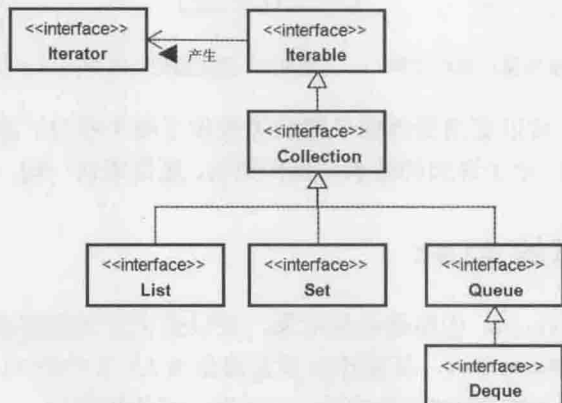 <<interface>>
Iterator
产生
<<interface>>
Iterable
<<interface>>
Collection
<<interface>>
List
<<interface>>
Set
<<interface>>
Queue
<<interface>>
Deque